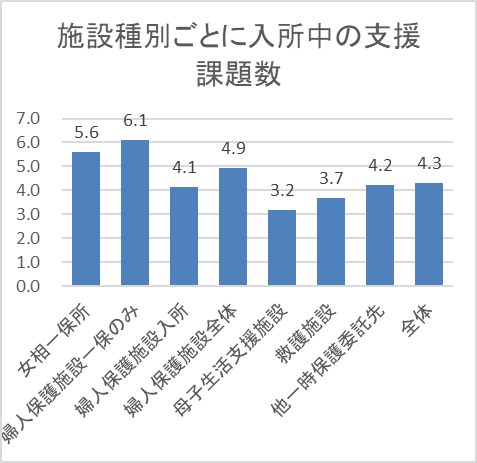 施設種別ごとに入所中の支援
課題数
7.0
6.0
5.0
4.0
3.0
2.0
1.0
0.0
5.6
6.1
4.1
4.9
3.2
3.7
4.2
4.3
女相一保所
婦人保護施設一保のみ
婦人保護施設入所
婦人保護施設全体
母子生活支援施設
救護施設
他一時保護委託先
全体